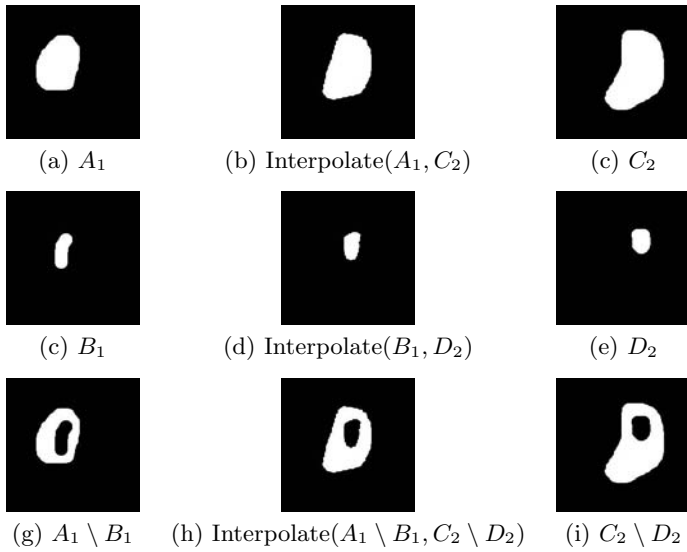 (a) A₁ (b) Interpolate(A₁, C₂) (c) C₂
(c) B₁ (d) Interpolate(B₁, D₂) (e) D₂
(g) A₁ \ B₁ (h) Interpolate(A₁ \ B₁, C₂ \ D₂) (i) C₂ \ D₂